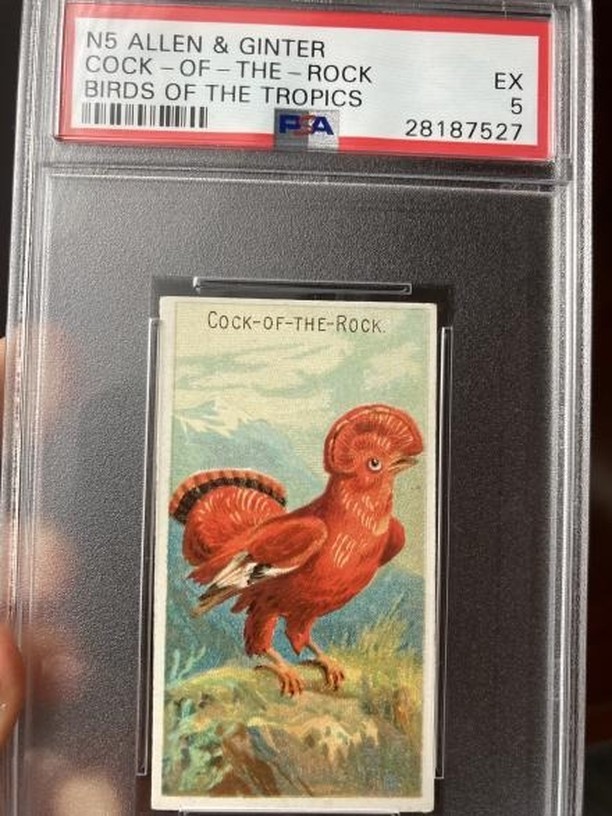 N5 ALLEN & GINTER
COCK-OF-THE-ROCK EX
BIRDS OF THE TROPICS 5
PSA 28187527
COCK-OF-THE-ROCK.